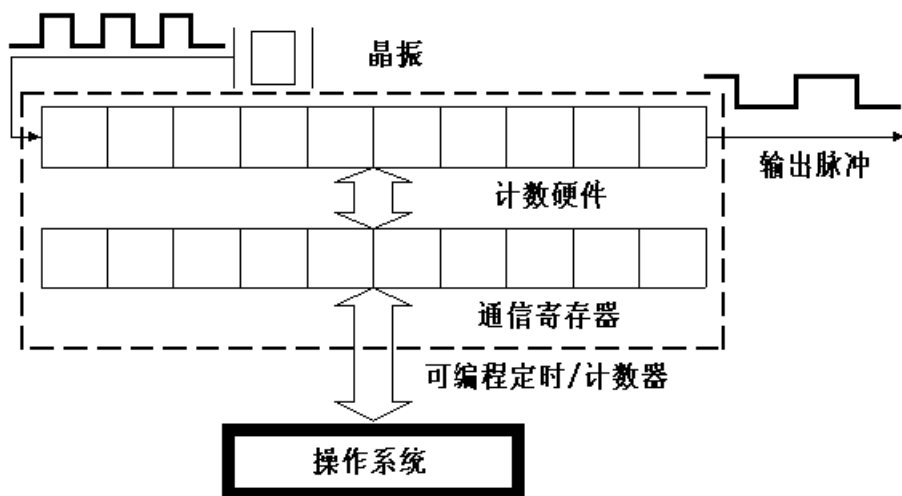 晶振
输出脉冲
计数硬件
通信寄存器
可编程定时/计数器
操作系统